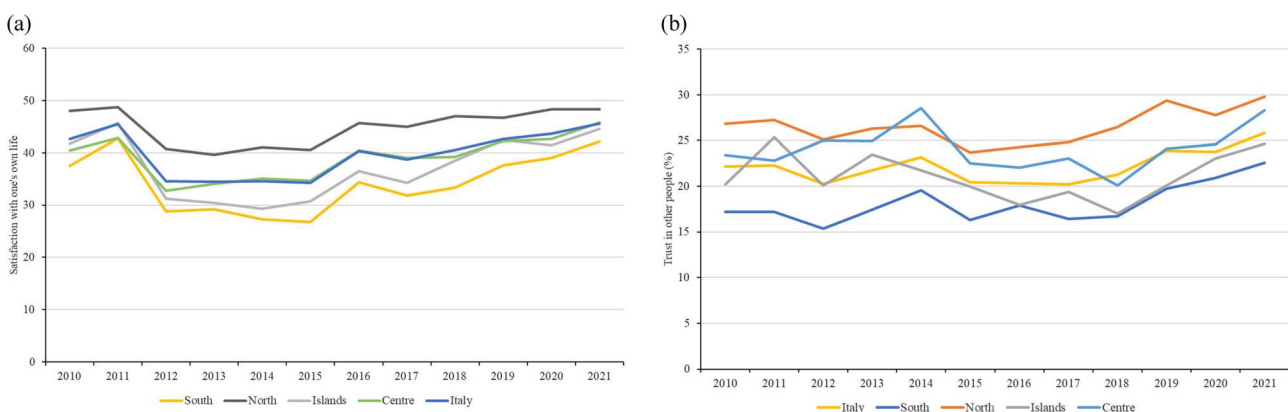 (a)
Satisfaction with one's own life
60
50
40
30
20
10
0
2010 2011 2012 2013 2014 2015 2016 2017 2018 2019 2020 2021
South North Islands Centre Italy
(b)
Trust in other people (%)
35
30
25
20
15
10
5
0
2010 2011 2012 2013 2014 2015 2016 2017 2018 2019 2020 2021
Italy South North Islands Centre